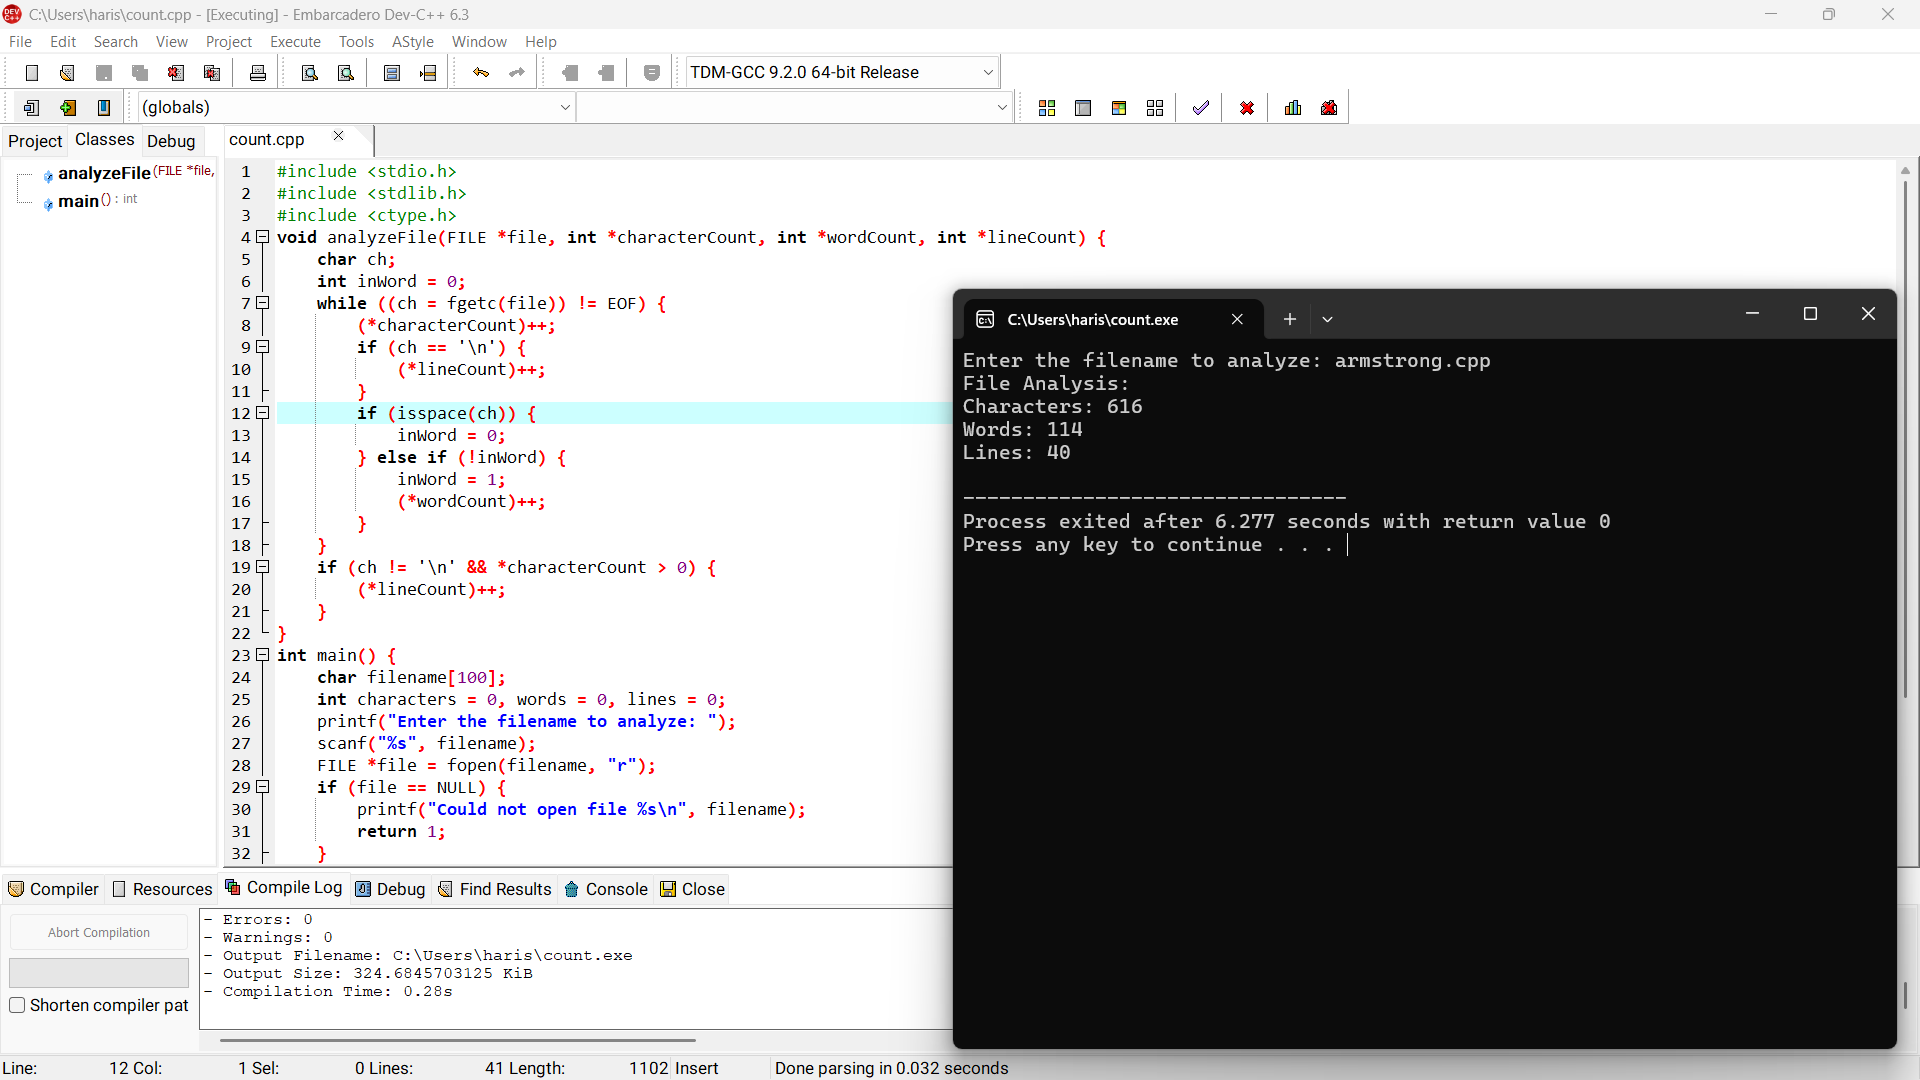 C:\Users\haris\count.cpp - [Executing] - Embarcadero Dev-C++ 6.3
File Edit Search View Project Execute Tools AStyle Window Help
TDM-GCC 9.2.0 64-bit Release
(globals)
Project Classes Debug
count.cpp
analyzeFile (FILE *file,
main () : int
1 #include <stdio.h>
2 #include <stdlib.h>
3 #include <ctype.h>
4 void analyzeFile(FILE *file, int *characterCount, int *wordCount, int *lineCount) {
5 char ch;
6 int inWord = 0;
7 while ((ch = fgetc(file)) != EOF) {
8 (*characterCount)++;
9 if (ch == '\n') {
10 (*lineCount)++;
11 }
12 if (isspace(ch)) {
13 inWord = 0;
14 } else if (!inWord) {
15 inWord = 1;
16 (*wordCount)++;
17 }
18 }
19 if (ch != '\n' && *characterCount > 0) {
20 (*lineCount)++;
21 }
22 }
23 int main() {
24 char filename[100];
25 int characters = 0, words = 0, lines = 0;
26 printf("Enter the filename to analyze: ");
27 scanf("%s", filename);
28 FILE *file = fopen(filename, "r");
29 if (file == NULL) {
30 printf("Could not open file %s\n", filename);
31 return 1;
32 }
C:\Users\haris\count.exe
Enter the filename to analyze: armstrong.cpp
File Analysis:
Characters: 616
Words: 114
Lines: 40
--------------------------------
Process exited after 6.277 seconds with return value 0
Press any key to continue . . .
Compiler Resources Compile Log Debug Find Results Console Close
Abort Compilation
Shorten compiler pat
- Errors: 0
- Warnings: 0
- Output Filename: C:\Users\haris\count.exe
- Output Size: 324.6845703125 KiB
- Compilation Time: 0.28s
Line: 12 Col: 1 Sel: 0 Lines: 41 Length: 1102 Insert Done parsing in 0.032 seconds